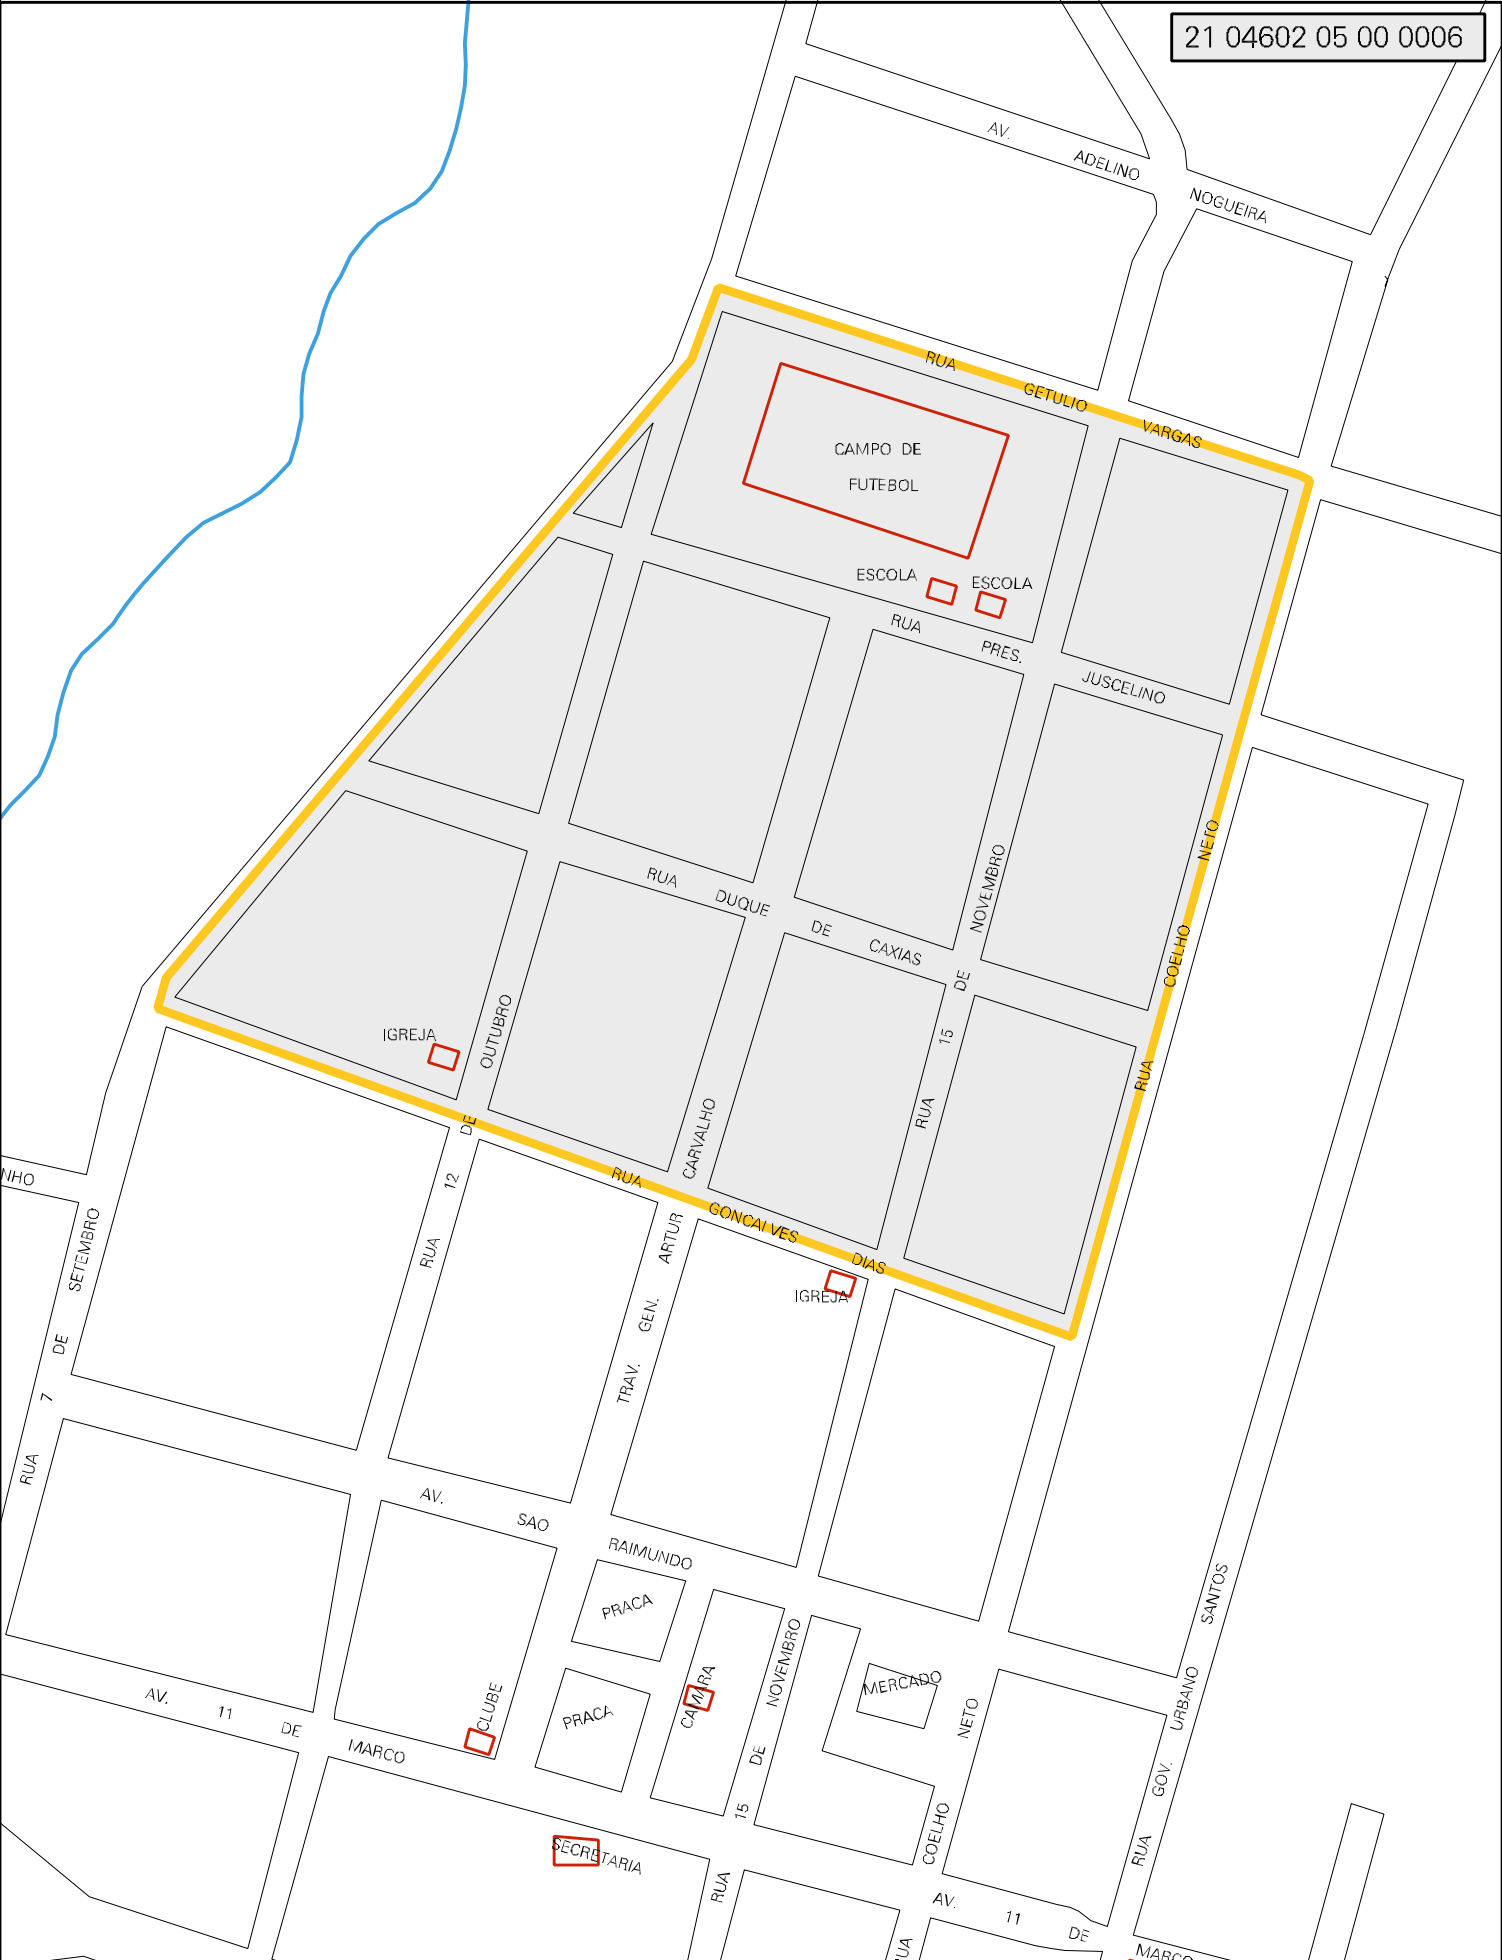 21 04602 05 00 0006
AV. ADELINO NOGUEIRA
RUA GETULIO VARGAS
CAMPO DE
FUTEBOL
ESCOLA
ESCOLA
RUA PRES. JUSCELINO
RUA DUQUE DE CAXIAS
RUA 15 DE NOVEMBRO
RUA COELHO NETO
IGREJA
RUA 12 DE OUTUBRO
RUA GONCALVES DIAS
TRAV. GEN. ARTUR CARVALHO
IGREJA
NHO
RUA 7 DE SETEMBRO
AV. SAO RAIMUNDO
PRACA
PRACA
CAMARA
MERCADO
CLUBE
RUA 15 DE NOVEMBRO
COELHO NETO
RUA GOV. URBANO SANTOS
AV. 11 DE MARCO
SECRETARIA
AV. 11 DE MARCO
UA